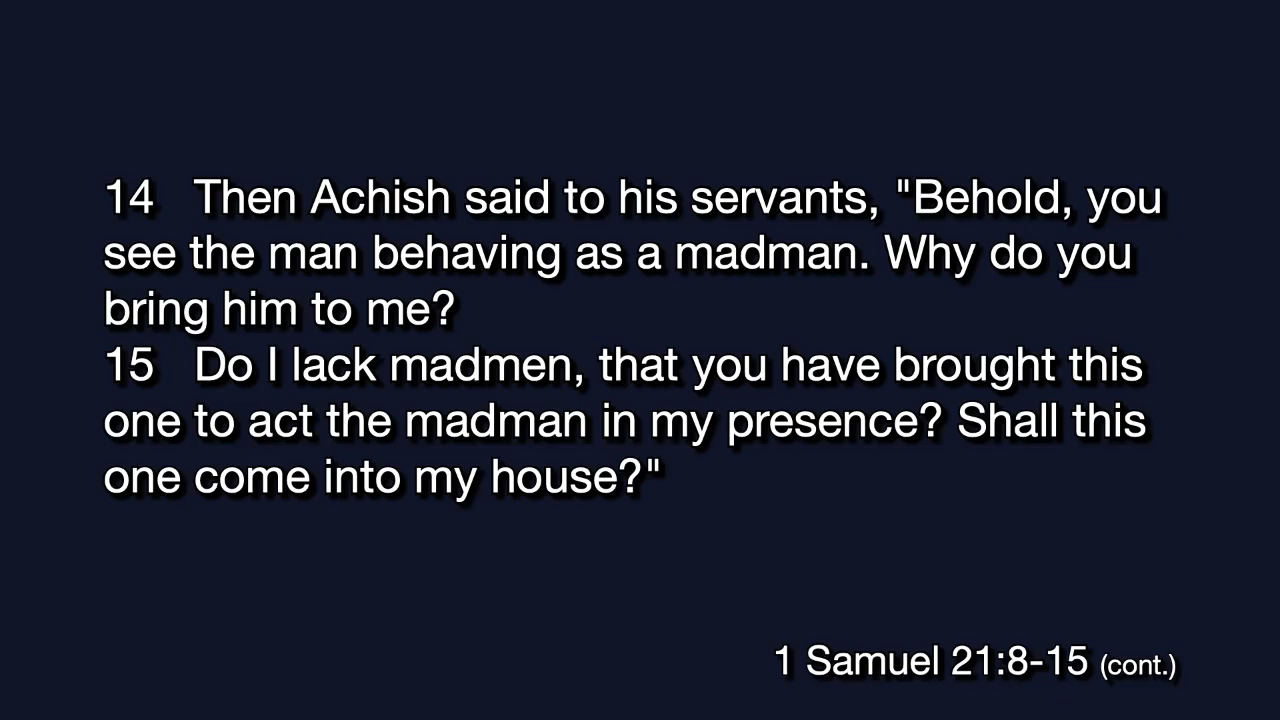 14 Then Achish said to his servants, "Behold, you
see the man behaving as a madman. Why do you
bring him to me?
15 Do I lack madmen, that you have brought this
one to act the madman in my presence? Shall this
one come into my house?"
1 Samuel 21:8-15 (cont.)